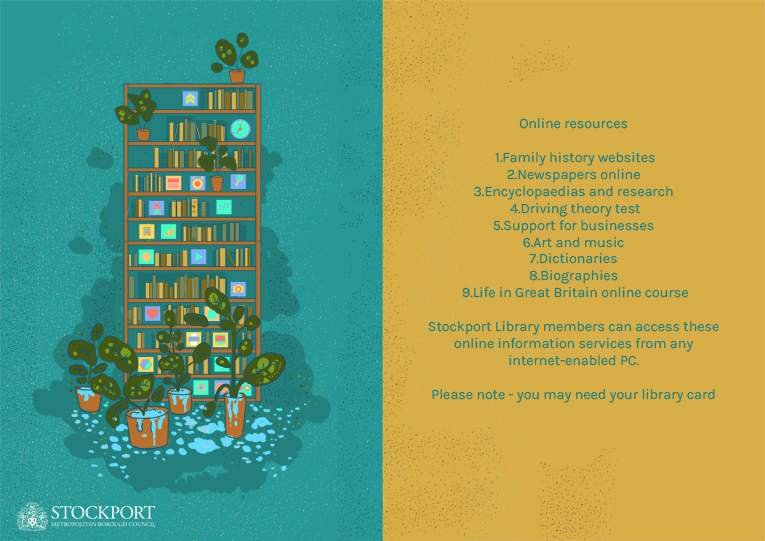 Online resources
1.Family history websites
2.Newspapers online
3.Encyclopaedias and research
4.Driving theory test
5.Support for businesses
6.Art and music
7.Dictionaries
8.Biographies
9.Life in Great Britain online course
Stockport Library members can access these
online information services from any
internet-enabled PC.
Please note - you may need your library card
STOCKPORT
METROPOLITAN BOROUGH COUNCIL